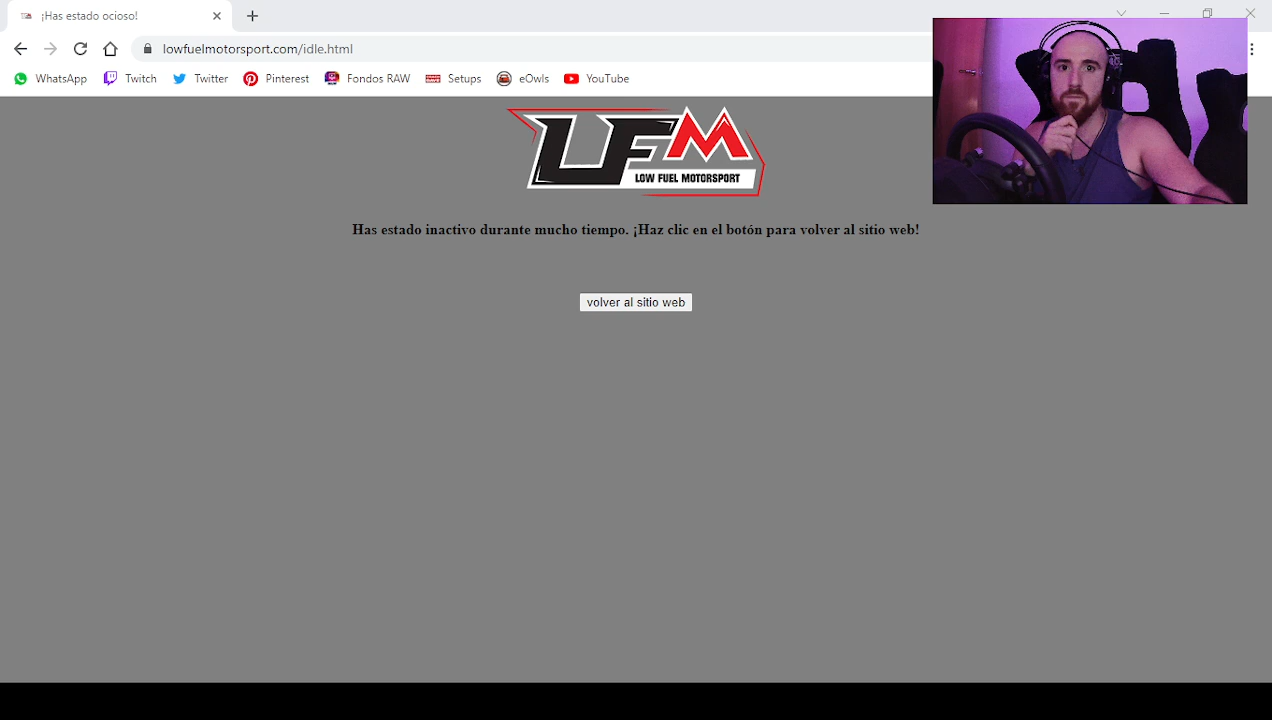 ¡Has estado ocioso!
lowfuelmotorsport.com/idle.html
WhatsApp Twitch Twitter Pinterest Fondos RAW Setups eOwls YouTube
LFM
LOW FUEL MOTORSPORT
Has estado inactivo durante mucho tiempo. ¡Haz clic en el botón para volver al sitio web!
volver al sitio web